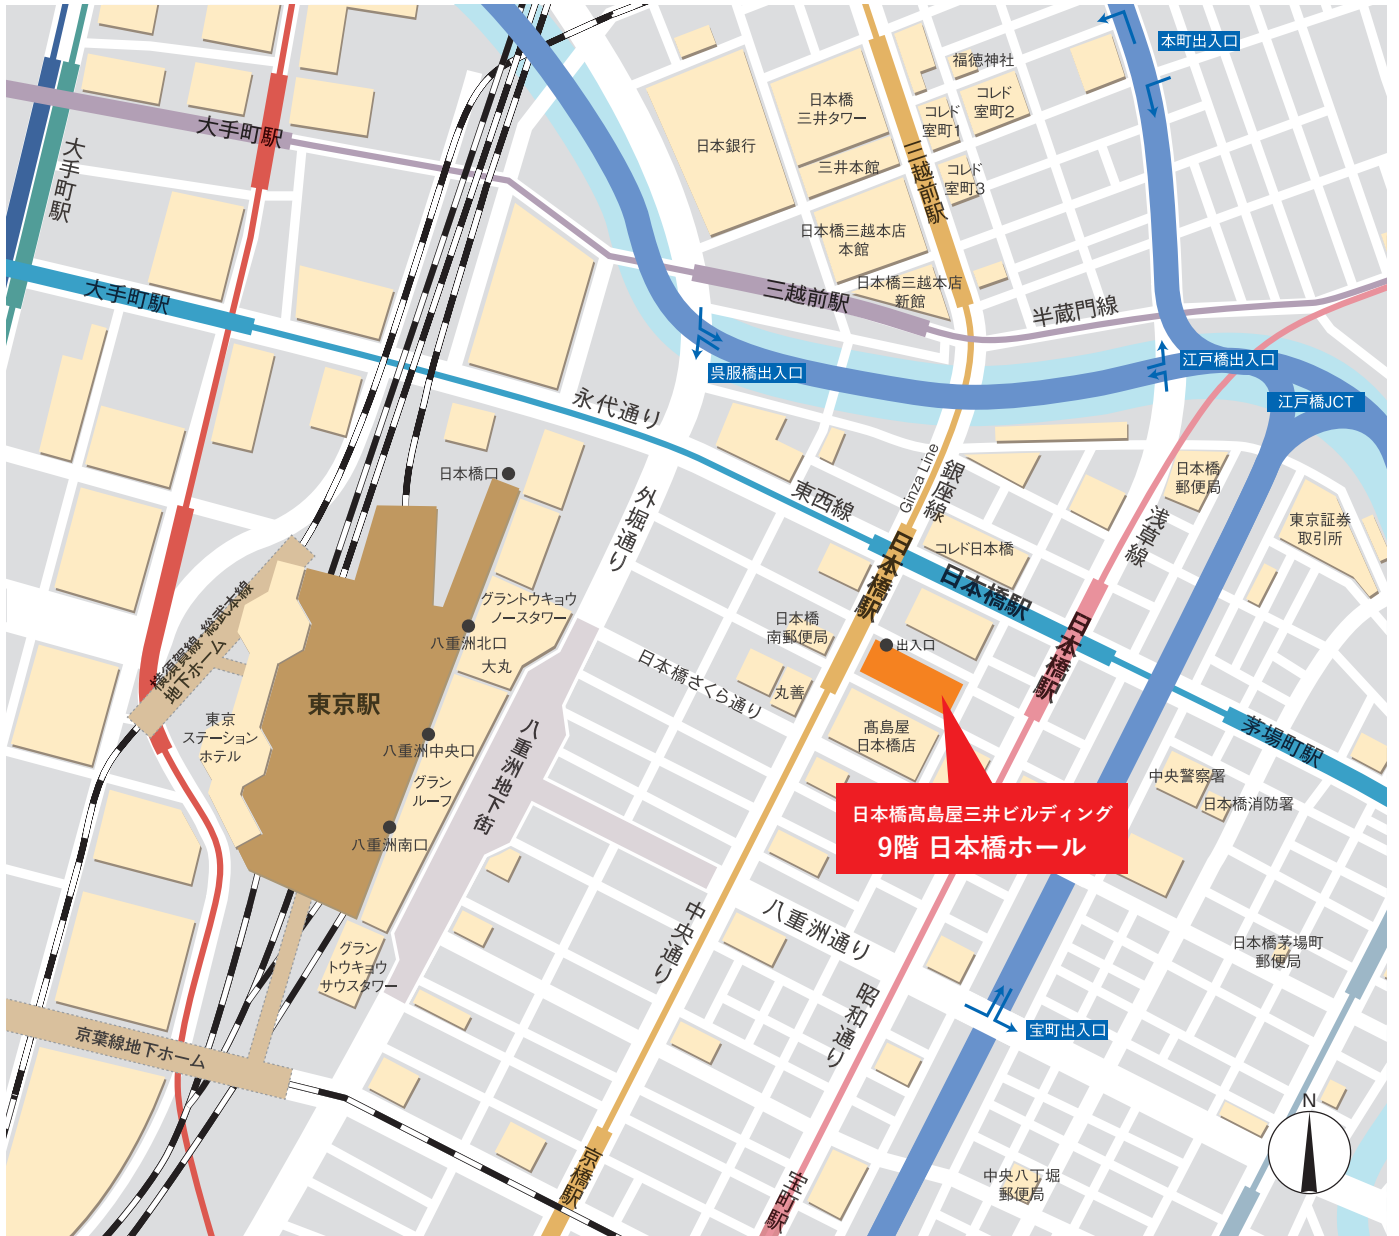 本町出入口
福徳神社
コレド
室町2
日本橋
三井タワー
コレド
室町1
大手町駅
日本銀行
三井本館
三越前駅
コレド
室町3
大手町駅
日本橋三越本店
本館
日本橋三越本店
新館
大手町駅
三越前駅
半蔵門線
江戸橋出入口
呉服橋出入口
江戸橋JCT
永代通り
Ginza Line
銀座線
日本橋口
日本橋
郵便局
東西線
外堀通り
浅草線
東京証券
取引所
コレド日本橋
日本橋駅
日本橋駅
日本橋駅
横須賀線・総武本線
地下ホーム
グラントウキョウ
ノースタワー
八重洲北口
大丸
日本橋
南郵便局
出入口
日本橋さくら通り
丸善
東京駅
東京
ステーション
ホテル
八重洲中央口
八重洲地下街
髙島屋
日本橋店
茅場町駅
グラン
ルーフ
中央警察署
日本橋消防署
日本橋髙島屋三井ビルディング
9階 日本橋ホール
八重洲南口
中央通り
八重洲通り
グラン
トウキョウ
サウスタワー
日本橋茅場町
郵便局
昭和通り
宝町出入口
京葉線地下ホーム
N
京橋駅
宝町駅
中央八丁堀
郵便局